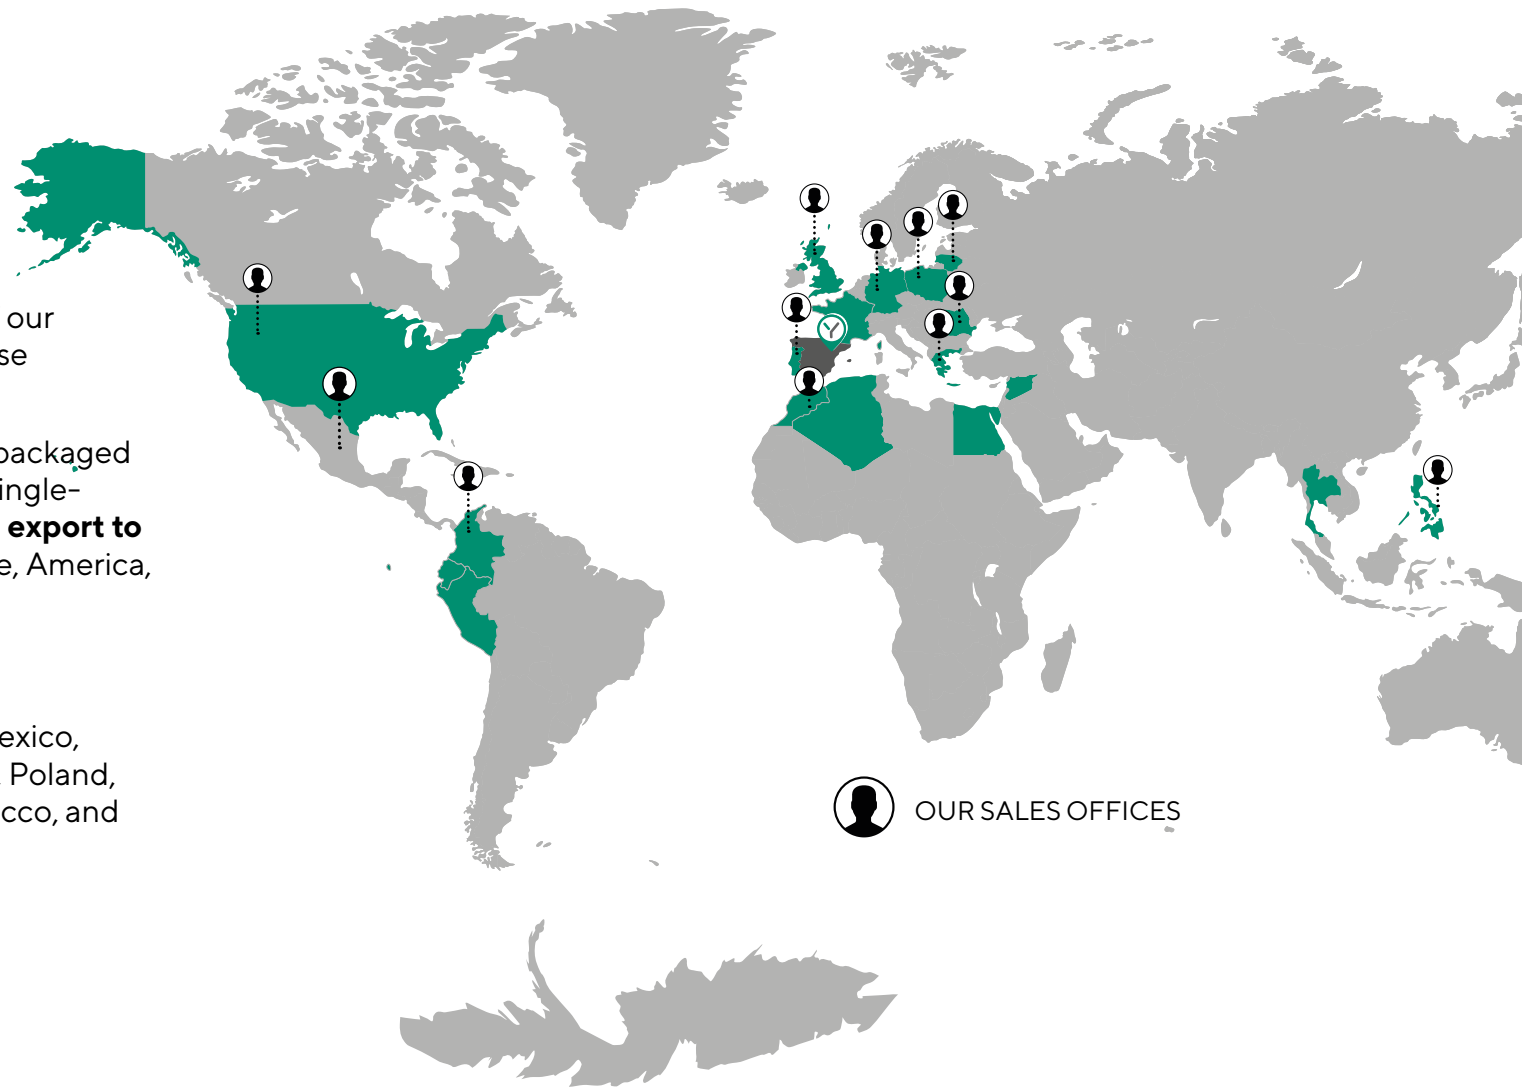 our
se
packaged
ingle-
export to
e, America,
exico,
Poland,
cco, and
OUR SALES OFFICES